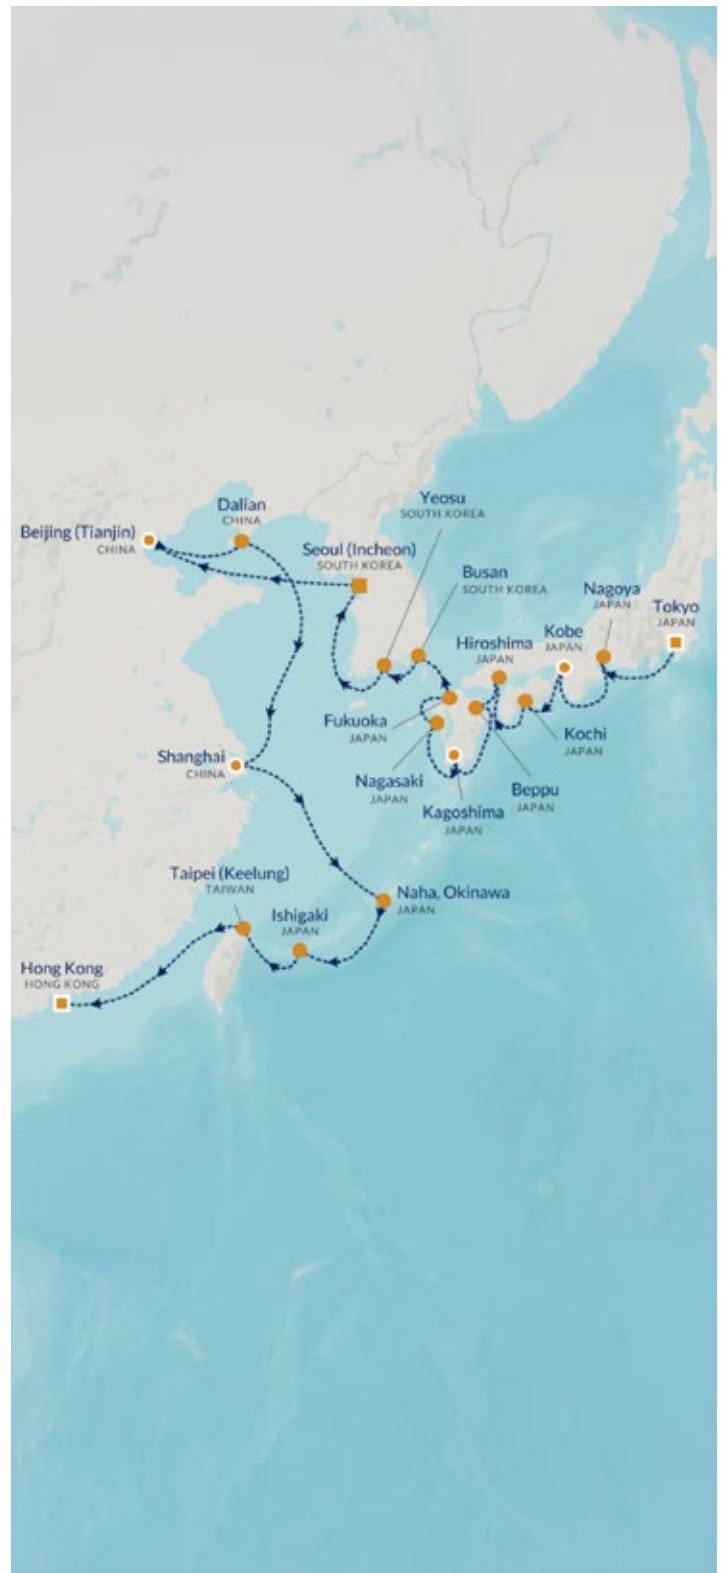 Yeosu
SOUTH KOREA
Dalian
CHINA
Beijing (Tianjin)
CHINA
Seoul (Incheon)
SOUTH KOREA
Busan
SOUTH KOREA
Nagoya
JAPAN
Tokyo
JAPAN
Kobe
JAPAN
Hiroshima
JAPAN
Fukuoka
JAPAN
Kochi
JAPAN
Shanghai
CHINA
Nagasaki
JAPAN
Beppu
JAPAN
Kagoshima
JAPAN
Taipei (Keelung)
TAIWAN
Naha, Okinawa
JAPAN
Ishigaki
JAPAN
Hong Kong
HONG KONG